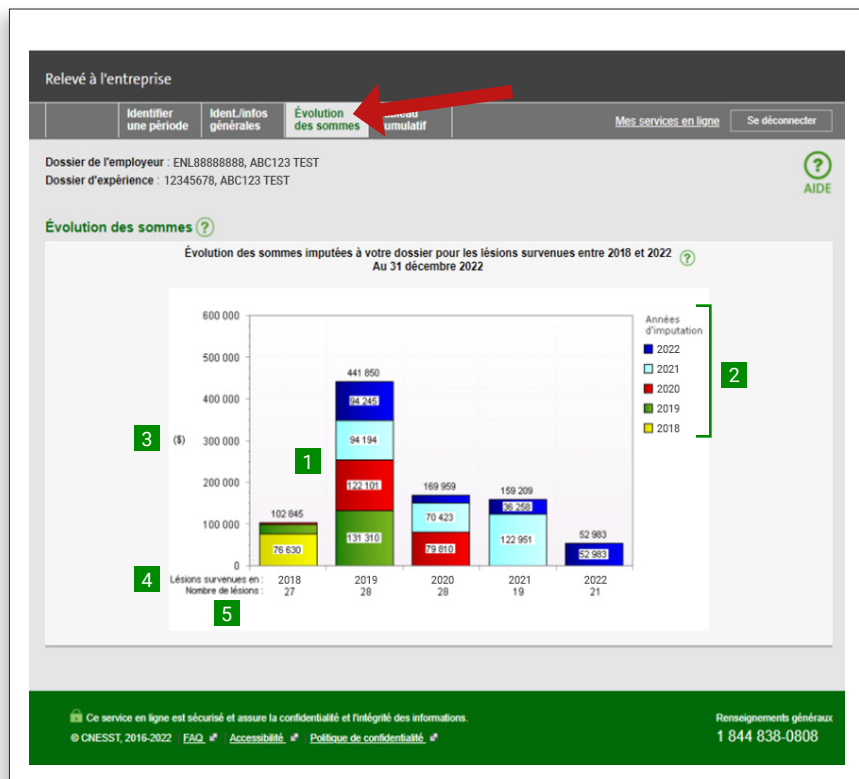 Relevé à l'entreprise
Identifier une période
Ident./infos générales
Évolution des sommes
Mes services en ligne
Se déconnecter
Dossier de l'employeur : ENL88888888, ABC123 TEST
Dossier d'expérience : 12345678, ABC123 TEST
?
AIDE
Évolution des sommes ?
Évolution des sommes imputées à votre dossier pour les lésions survenues entre 2018 et 2022 ?
Au 31 décembre 2022
600 000
500 000
400 000
300 000
200 000
100 000
0
3 ($)
1
102 845
76 630
441 850
94 245
94 194
122 101
131 310
169 959
70 423
79 810
159 209
36 258
122 951
52 983
52 983
Années d'imputation
2022
2021
2020
2019
2018
2
4 Lésions survenues en : 2018 2019 2020 2021 2022
Nombre de lésions : 27 28 28 19 21
5
Ce service en ligne est sécurisé et assure la confidentialité et l'intégrité des informations.
© CNESST, 2016-2022 FAQ Accessibilité Politique de confidentialité
Renseignements généraux
1 844 838-0808